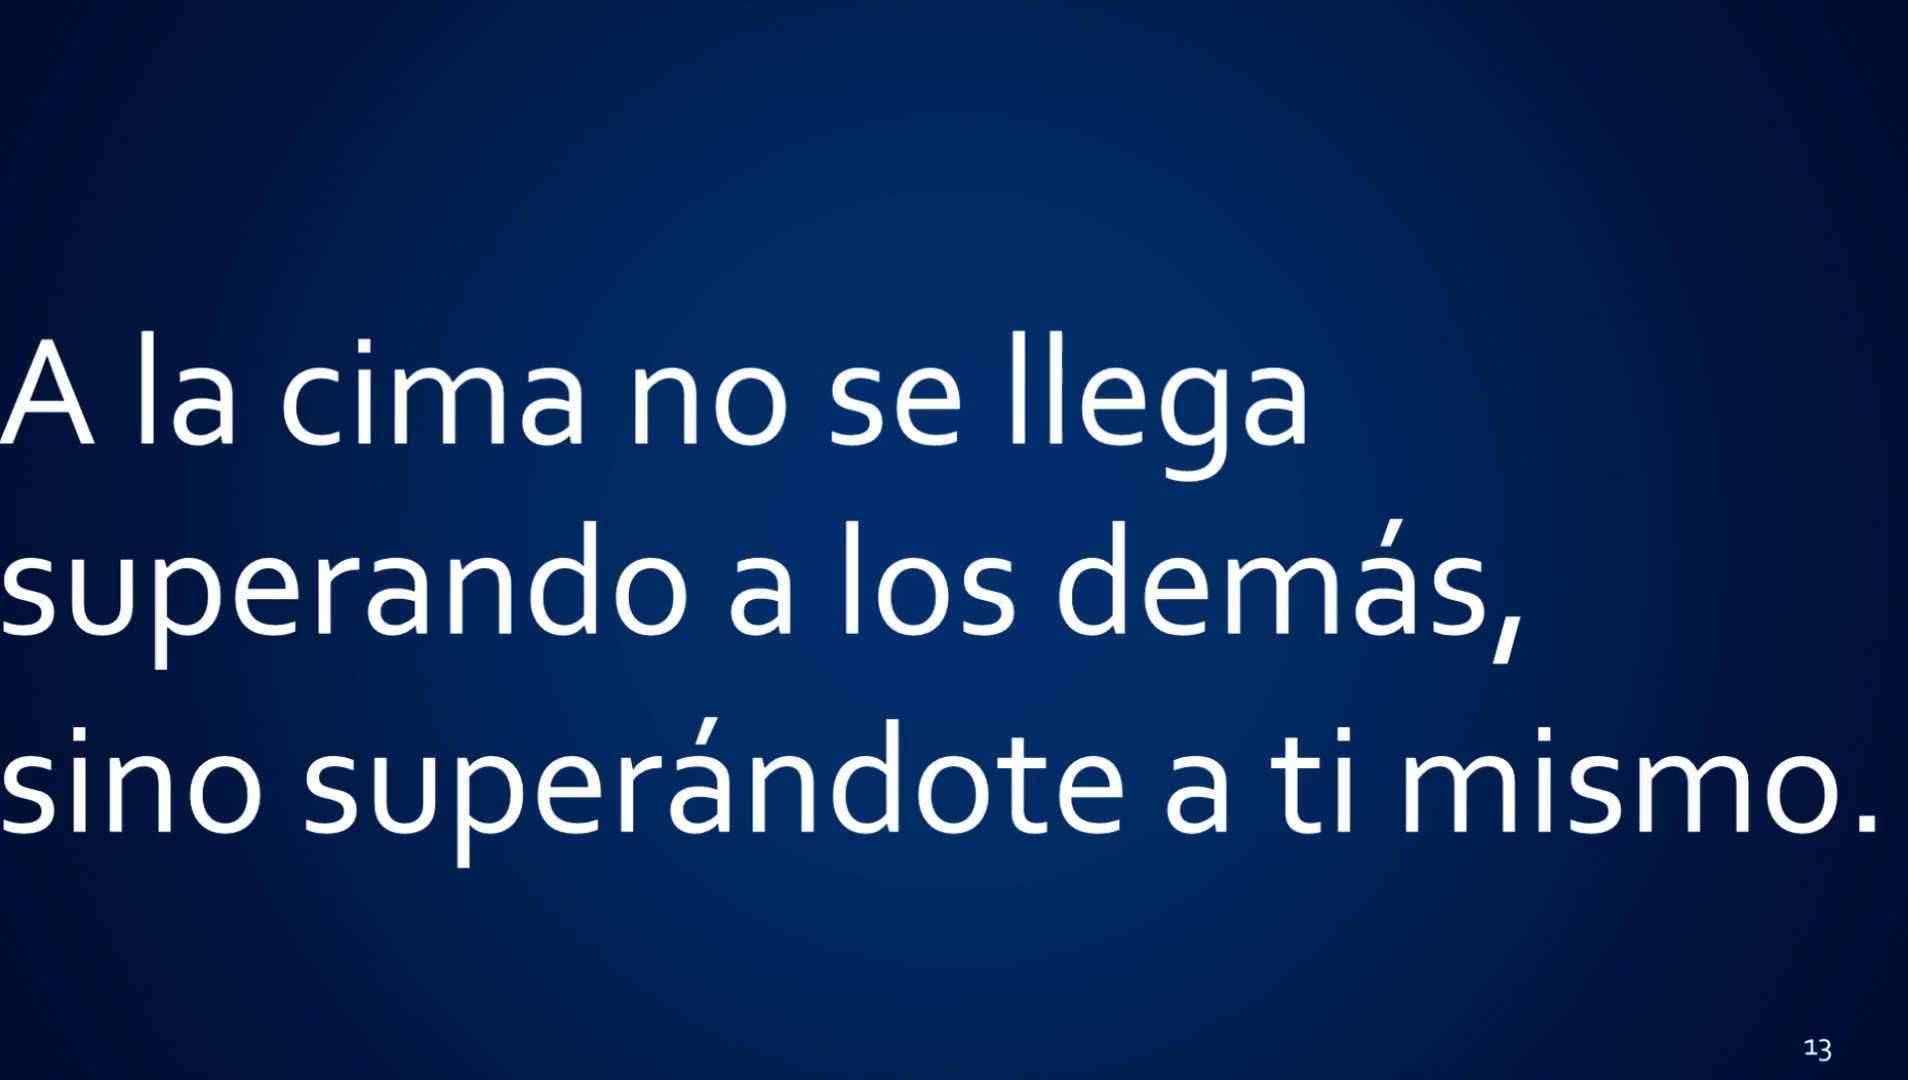 A la cima no se llega
superando a los demás,
sino superándote a ti mismo.
13